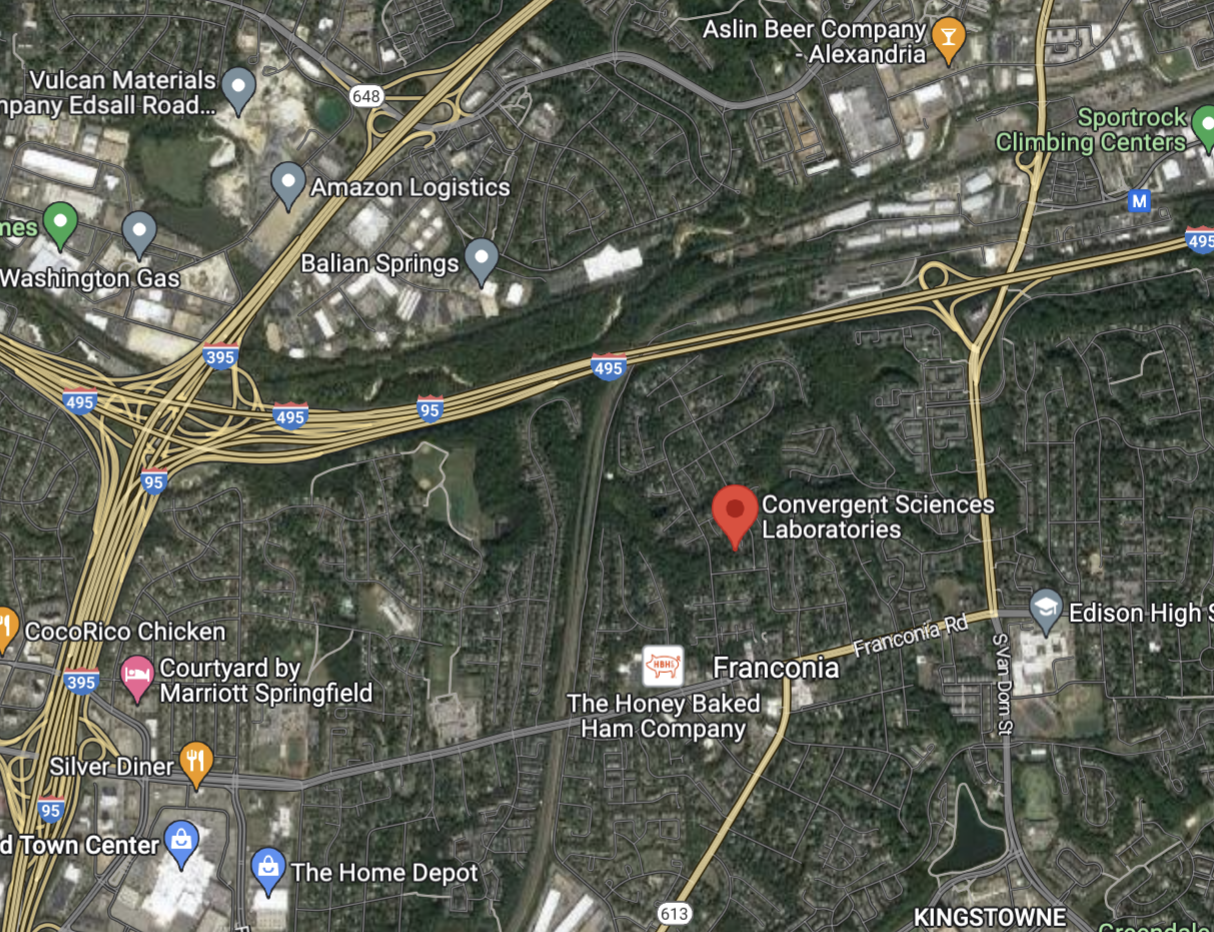 Aslin Beer Company
- Alexandria
Vulcan Materials
mpany Edsall Road...
648
Sportrock
Climbing Centers
Amazon Logistics
M
mes
495
Balian Springs
Washington Gas
395
495
495
495
95
95
Convergent Sciences
Laboratories
Edison High S
CocoRico Chicken
Franconia Rd
HBH
Franconia
S Van Dorn St
Courtyard by
Marriott Springfield
395
The Honey Baked
Ham Company
Silver Diner
95
d Town Center
The Home Depot
613
KINGSTOWNE
Greendale